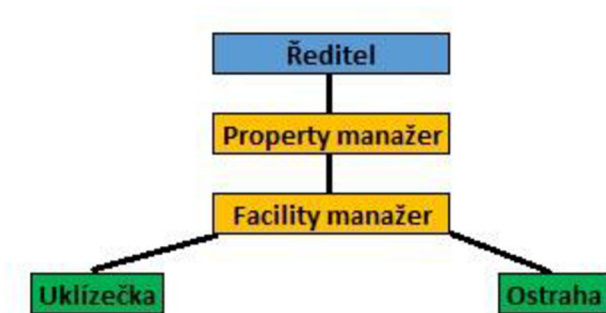 Ředitel
Property manažer
Facility manažer
Uklízečka
Ostraha